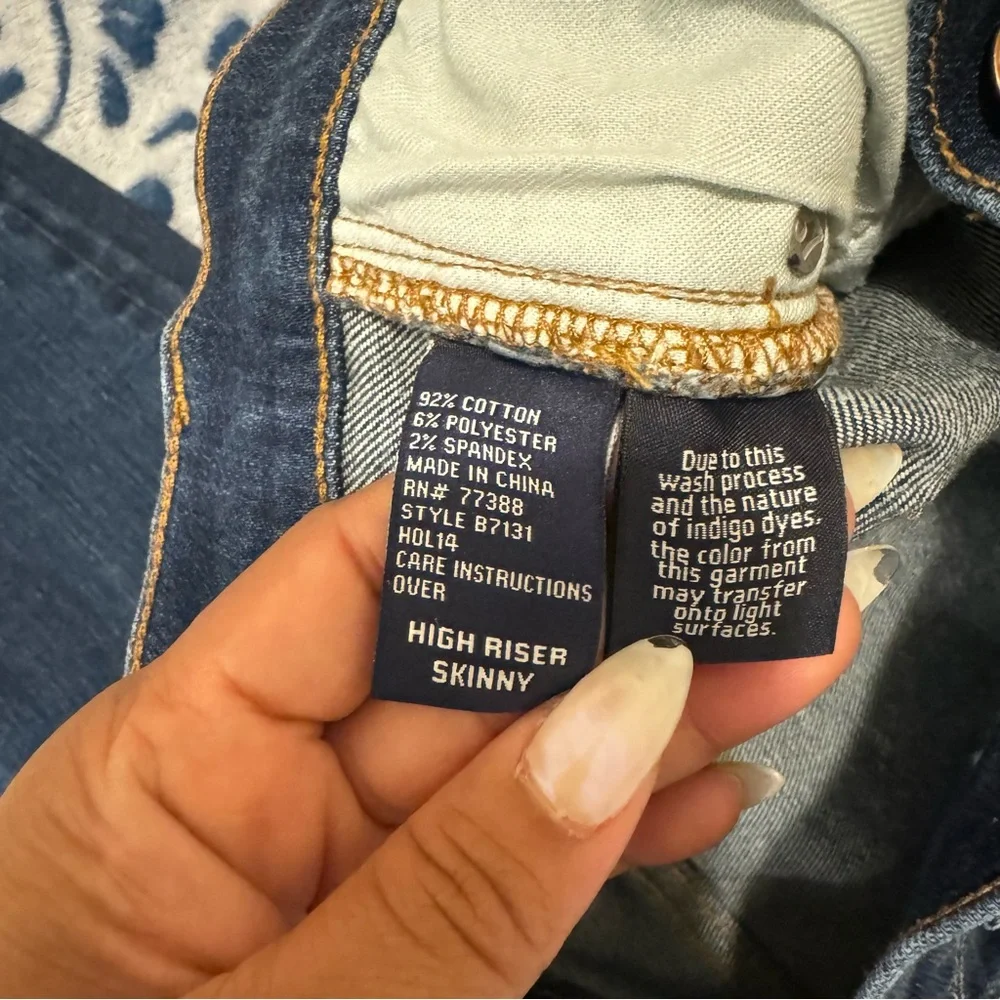 92% COTTON
6% POLYESTER
2% SPANDEX
MADE IN CHINA
RN# 77388
STYLE B7131
HOL14
CARE INSTRUCTIONS
OVER
HIGH RISER
SKINNY
Due to this
wash process
and the nature
of indigo dyes,
the color from
this garment
may transfer
onto light
surfaces.